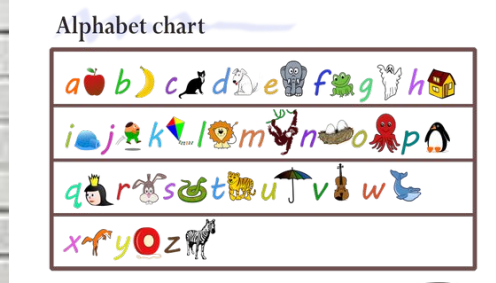 Alphabet chart
a b c d e f g h
i j k l m n o p
q r s t u v w
x y z